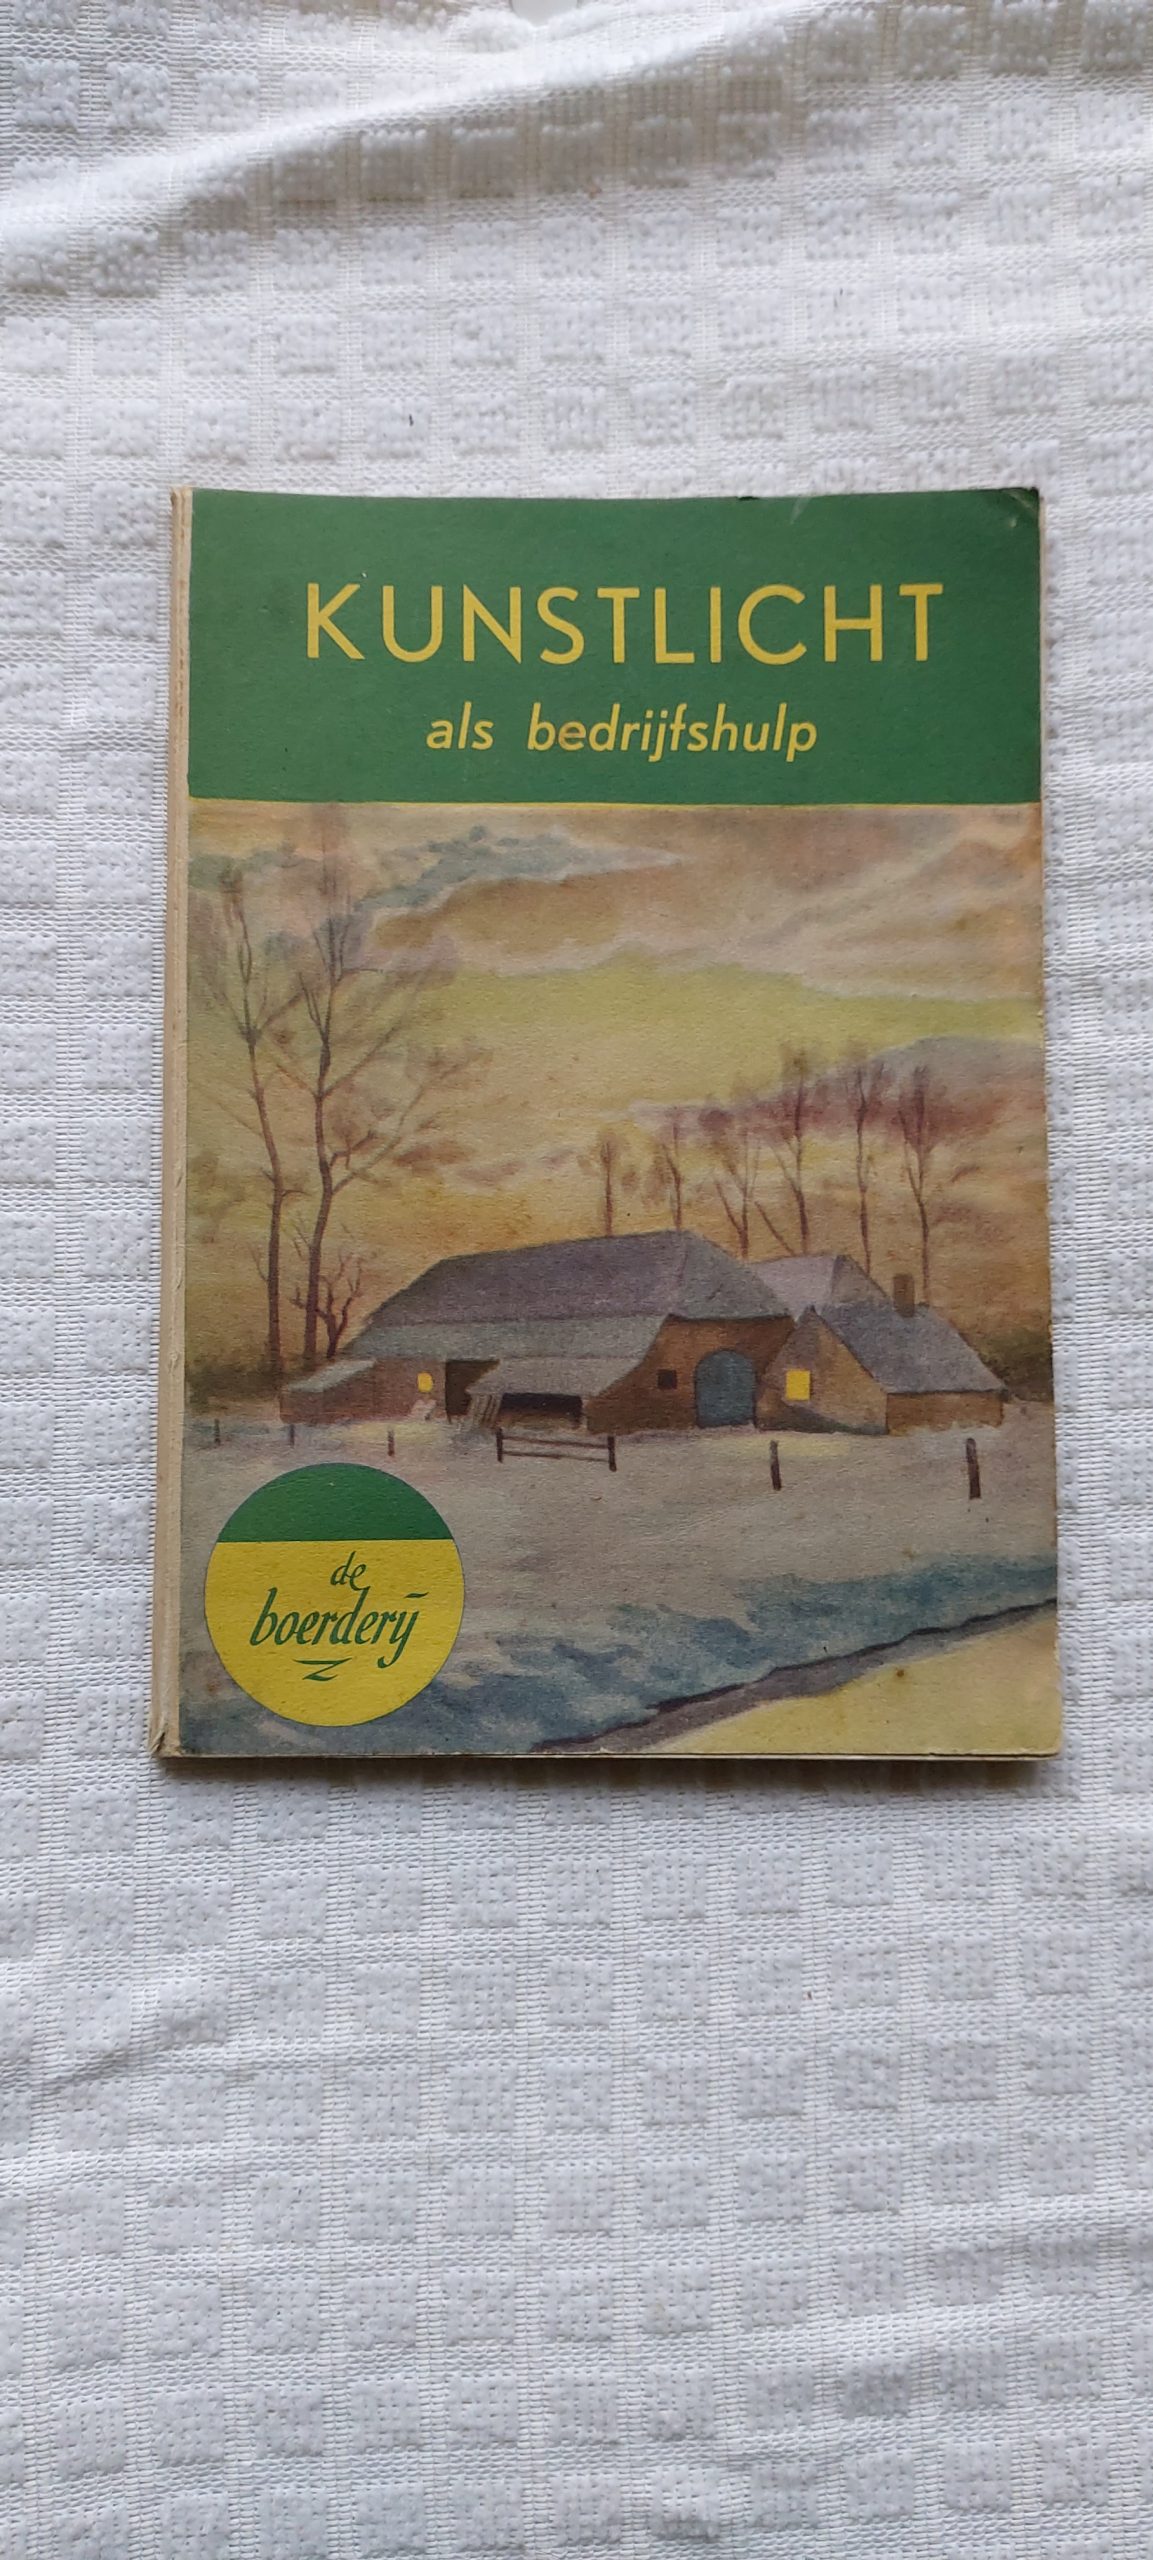 KUNSTLICHT
als bedrijfshulp
de
boerderij